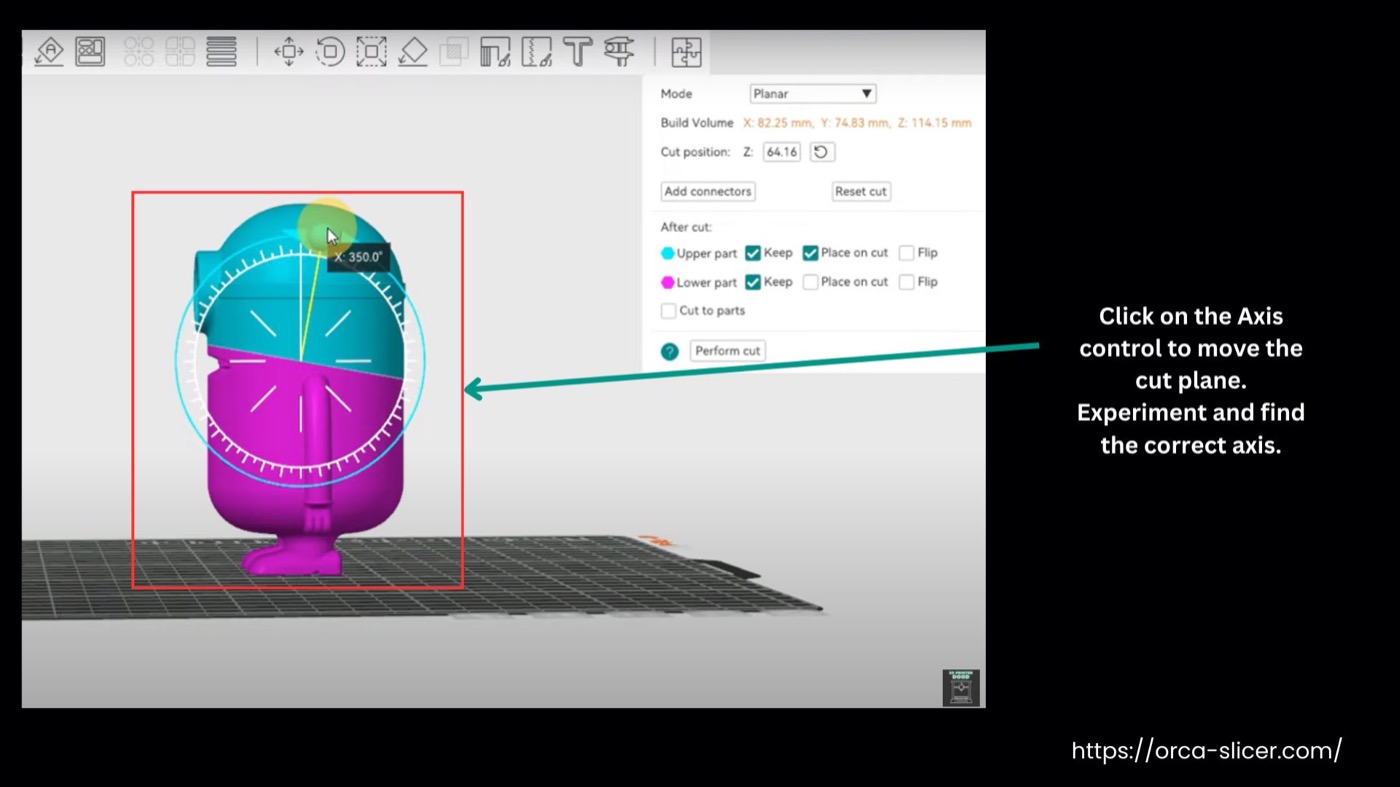 Mode Planar
Build Volume X: 82.25 mm, Y: 74.83 mm, Z: 114.15 mm
Cut position: Z: 64.16
Add connectors Reset cut
After cut:
Upper part Keep Place on cut Flip
Lower part Keep Place on cut Flip
Cut to parts
? Perform cut
X: 350.0°
Click on the Axis
control to move the
cut plane.
Experiment and find
the correct axis.
https://orca-slicer.com/